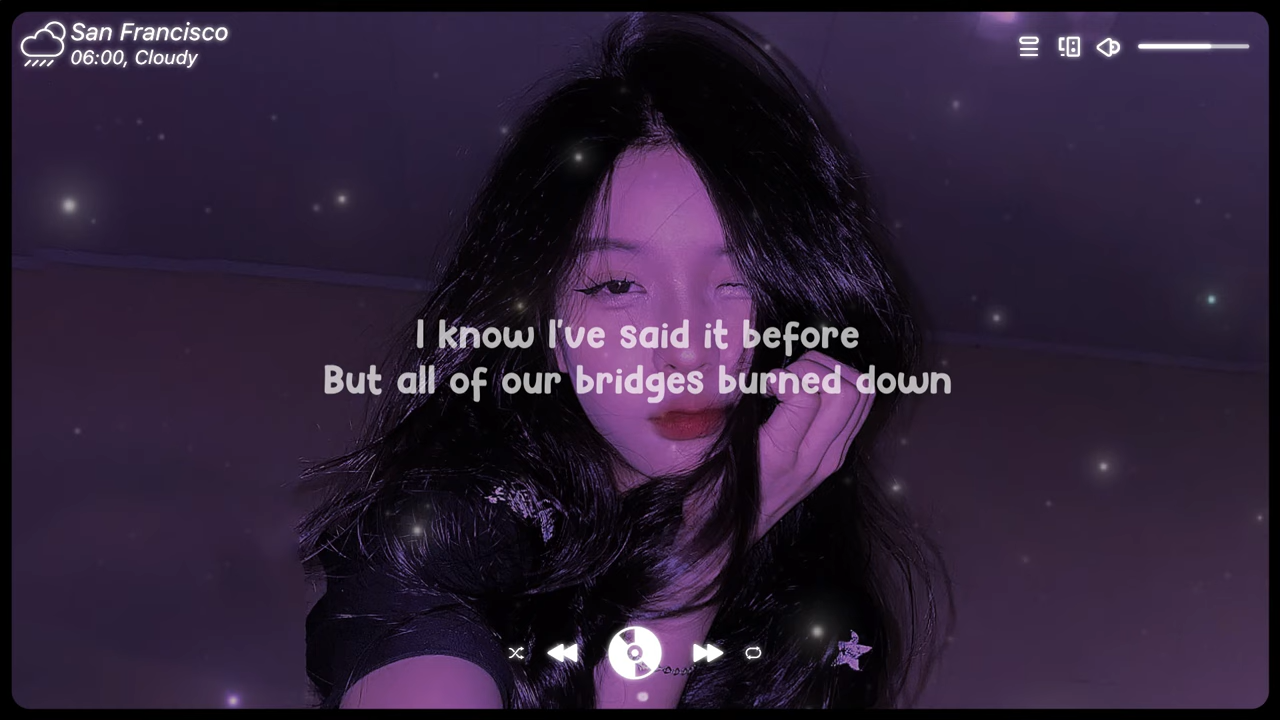 San Francisco
06:00, Cloudy
I know I've said it before
But all of our bridges burned down